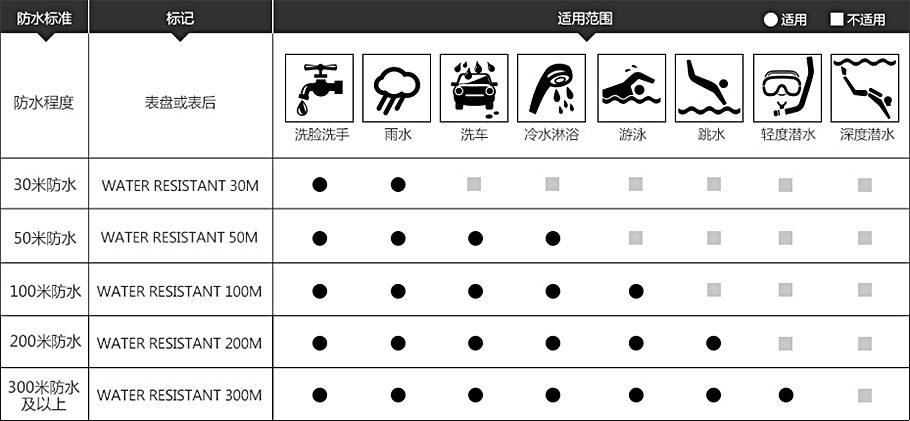 防水标准 标记 适用范围 适用 不适用
防水程度 表盘或表后
洗脸洗手 雨水 洗车 冷水淋浴 游泳 跳水 轻度潜水 深度潜水
30米防水 WATER RESISTANT 30M
50米防水 WATER RESISTANT 50M
100米防水 WATER RESISTANT 100M
200米防水 WATER RESISTANT 200M
300米防水
及以上 WATER RESISTANT 300M